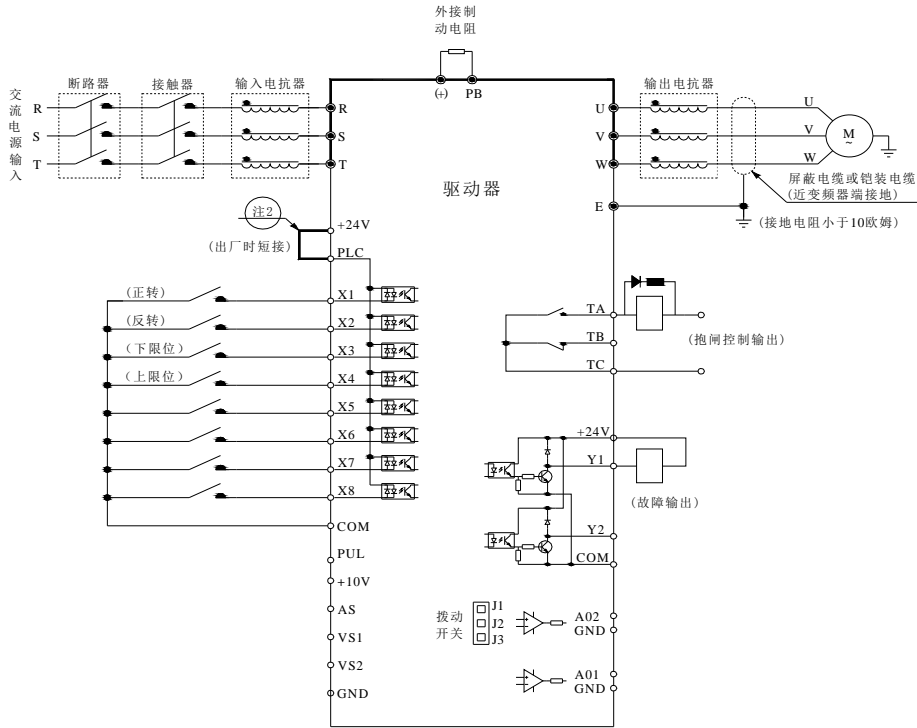 外接制
动电阻
(+) PB
断路器 接触器 输入电抗器 输出电抗器
交流电源输入
R R U U
S S V V M
~
T T W W
驱动器
屏蔽电缆或铠装电缆
(近变频器端接地)
E
(接地电阻小于10欧姆)
注2
+24V
(出厂时短接)
PLC
(正转) X1
(反转) X2
(下限位) X3
(上限位) X4
X5
X6
X7
X8
COM
PUL
+10V
AS
VS1
VS2
GND
TA
TB
(抱闸控制输出)
TC
+24V
Y1
(故障输出)
Y2
COM
拨动
开关
J1
J2
J3
A02
GND
A01
GND